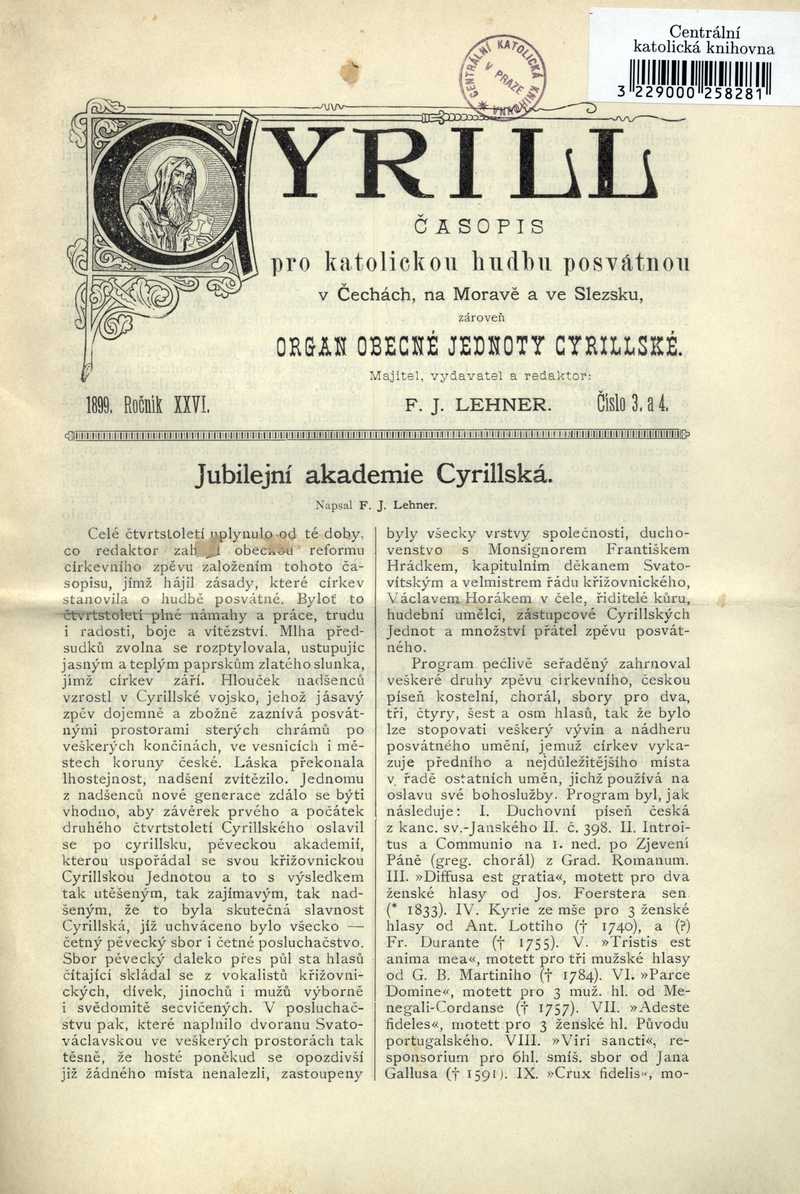 Centrální
katolická knihovna
3 229000 258281
CENTRÁLNÍ KATOLICKÁ KNIHOVNA
V PRAZE
CYRILL
ČASOPIS
pro katolickou hudbu posvátnou
v Čechách, na Moravě a ve Slezsku,
zároveň
ORGAN OBECNÉ JEDNOTY CYRILLSKÉ.
Majitel, vydavatel a redaktor:
1899. Ročník XXVI. F. J. LEHNER. Číslo 3. a 4.
Jubilejní akademie Cyrillská.
Napsal F. J. Lehner.
Celé čtvrtstoletí uplynulo od té doby,
co redaktor obecnou reformu
církevního zpěvu založením tohoto ča-
sopisu, jímž hájil zásady, které církev
stanovila o hudbě posvátné. Byloť to
čtvrtstoletí plné námahy a práce, trudu
i radosti, boje a vítězství. Mlha před-
sudků zvolna se rozptylovala, ustupujíc
jasným a teplým paprskům zlatého slunka,
jímž církev září. Hlouček nadšenců
vzrostl v Cyrillské vojsko, jehož jásavý
zpěv dojemně a zbožně zaznívá posvát-
nými prostorami sterých chrámů po
veškerých končinách, ve vesnicích i mě-
stech koruny české. Láska překonala
lhostejnost, nadšení zvítězilo. Jednomu
z nadšenců nové generace zdálo se býti
vhodno, aby závěrek prvého a počátek
druhého čtvrtstoletí Cyrillského oslavil
se po cyrillsku, pěveckou akademií,
kterou uspořádal se svou křižovnickou
Cyrillskou Jednotou a to s výsledkem
tak utěšeným, tak zajímavým, tak nad-
šeným, že to byla skutečná slavnost
Cyrillská, jíž uchváceno bylo všecko —
četný pěvecký sbor i četné posluchačstvo.
Sbor pěvecký daleko přes půl sta hlasů
čítající skládal se z vokalistů křižovni-
ckých, dívek, jinochů i mužů výborně
i svědomitě secvičených. V posluchač-
stvu pak, které naplnilo dvoranu Svato-
václavskou ve veškerých prostorách tak
těsně, že hosté poněkud se opozdivší
již žádného místa nenalezli, zastoupeny
byly všecky vrstvy společnosti, ducho-
venstvo s Monsignorem Františkem
Hrádkem, kapitulním děkanem Svato-
vítským a velmistrem řádu křižovnického,
Václavem Horákem v čele, řiditelé kůru,
hudební umělci, zástupcové Cyrillských
Jednot a množství přátel zpěvu posvát-
ného.
Program pečlivě seřaděný zahrnoval
veškeré druhy zpěvu církevního, českou
píseň kostelní, chorál, sbory pro dva,
tři, čtyry, šest a osm hlasů, tak že bylo
lze stopovati veškerý vývin a nádheru
posvátného umění, jemuž církev vyka-
zuje předního a nejdůležitějšího místa
v řadě ostatních uměn, jichž používá na
oslavu své bohoslužby. Program byl, jak
následuje: I. Duchovní píseň česká
z kanc. sv.-Janského II. č. 398. II. Introi-
tus a Communio na 1. ned. po Zjevení
Páně (greg. chorál) z Grad. Romanum.
III. »Diffusa est gratia«, motett pro dva
ženské hlasy od Jos. Foerstera sen.
(* 1833). IV. Kyrie ze mše pro 3 ženské
hlasy od Ant. Lottiho († 1740), a (?)
Fr. Durante († 1755). V. »Tristis est
anima mea«, motett pro tři mužské hlasy
od G. B. Martiniho († 1784). VI. »Parce
Domine«, motett pro 3 muž. hl. od Me-
negali-Cordanse († 1757). VII. »Adeste
fideles«, motett pro 3 ženské hl. Původu
portugalského. VIII. »Viri sancti«, re-
sponsorium pro 6hl. smíš. sbor od Jana
Gallusa († 1591). IX. »Crux fidelis«, mo-